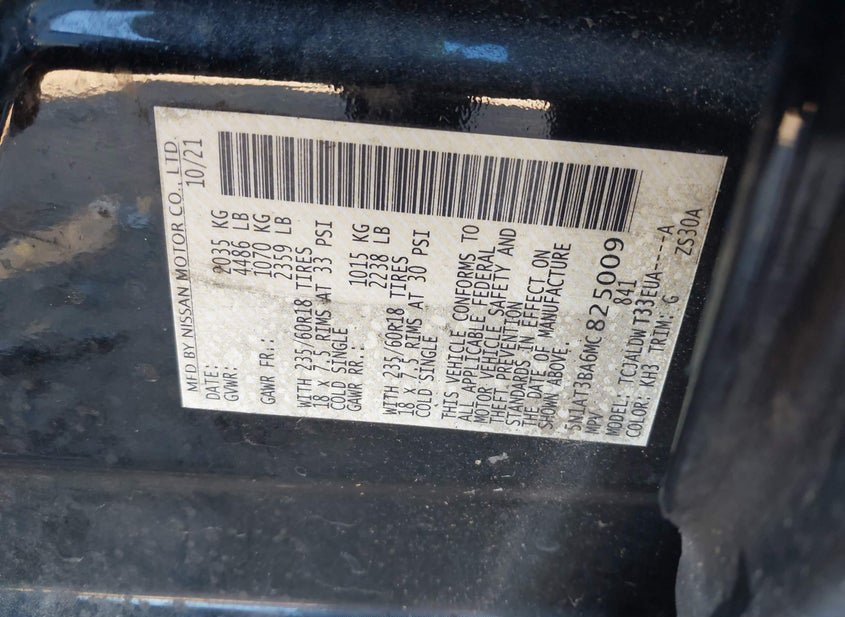 MFD BY NISSAN MOTOR CO., LTD
DATE: 10/21
GVWR: 2035 KG
4486 LB
GAWR FR.: 1070 KG
2359 LB
WITH 235/60R18 TIRES
18 X 7.5 RIMS AT 33 PSI
COLD SINGLE
GAWR RR.: 1015 KG
2238 LB
WITH 235/60R18 TIRES
18 X 7.5 RIMS AT 30 PSI
COLD SINGLE
THIS VEHICLE CONFORMS TO
ALL APPLICABLE FEDERAL
MOTOR VEHICLE SAFETY AND
THEFT PREVENTION
STANDARDS IN EFFECT ON
THE DATE OF MANUFACTURE
SHOWN ABOVE.
5N1AT3BA6MC825009
MPV 841
MODEL: TCJALDWT33EUA----A
COLOR: KH3 TRIM: G ZS30A